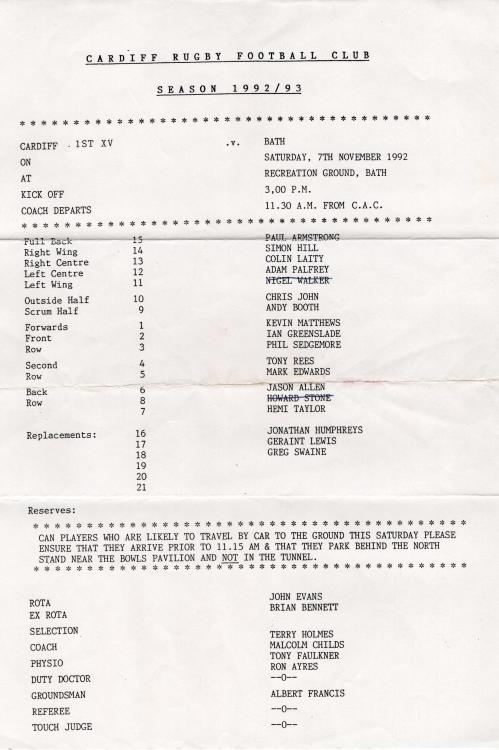 CARDIFF RUGBY FOOTBALL CLUB
SEASON 1992/93
* * * * * * * * * * * * * * * * * * * * * * * * * * * * * * * * * * * * * * *
CARDIFF . 1ST XV .v. BATH
ON SATURDAY, 7TH NOVEMBER 1992
AT RECREATION GROUND, BATH
KICK OFF 3,00 P.M.
COACH DEPARTS 11.30 A.M. FROM C.A.C.
* * * * * * * * * * * * * * * * * * * * * * * * * * * * * * * * * * * * * * *
Full Back 15 PAUL ARMSTRONG
Right Wing 14 SIMON HILL
Right Centre 13 COLIN LAITY
Left Centre 12 ADAM PALFREY
Left Wing 11 NIGEL WALKER
Outside Half 10 CHRIS JOHN
Scrum Half 9 ANDY BOOTH
Forwards 1 KEVIN MATTHEWS
Front 2 IAN GREENSLADE
Row 3 PHIL SEDGEMORE
Second 4 TONY REES
Row 5 MARK EDWARDS
Back 6 JASON ALLEN
Row 8 HOWARD STONE
7 HEMI TAYLOR
Replacements: 16 JONATHAN HUMPHREYS
17 GERAINT LEWIS
18 GREG SWAINE
19
20
21
Reserves:
* * * * * * * * * * * * * * * * * * * * * * * * * * * * * * * * * * * * * * * *
CAN PLAYERS WHO ARE LIKELY TO TRAVEL BY CAR TO THE GROUND THIS SATURDAY PLEASE
ENSURE THAT THEY ARRIVE PRIOR TO 11.15 AM & THAT THEY PARK BEHIND THE NORTH
STAND NEAR THE BOWLS PAVILION AND NOT IN THE TUNNEL.
* * * * * * * * * * * * * * * * * * * * * * * * * * * * * * * * * * * * * * * *
ROTA JOHN EVANS
EX ROTA BRIAN BENNETT
SELECTION TERRY HOLMES
COACH MALCOLM CHILDS
PHYSIO TONY FAULKNER
RON AYRES
DUTY DOCTOR --0--
GROUNDSMAN ALBERT FRANCIS
REFEREE --0--
TOUCH JUDGE --0--